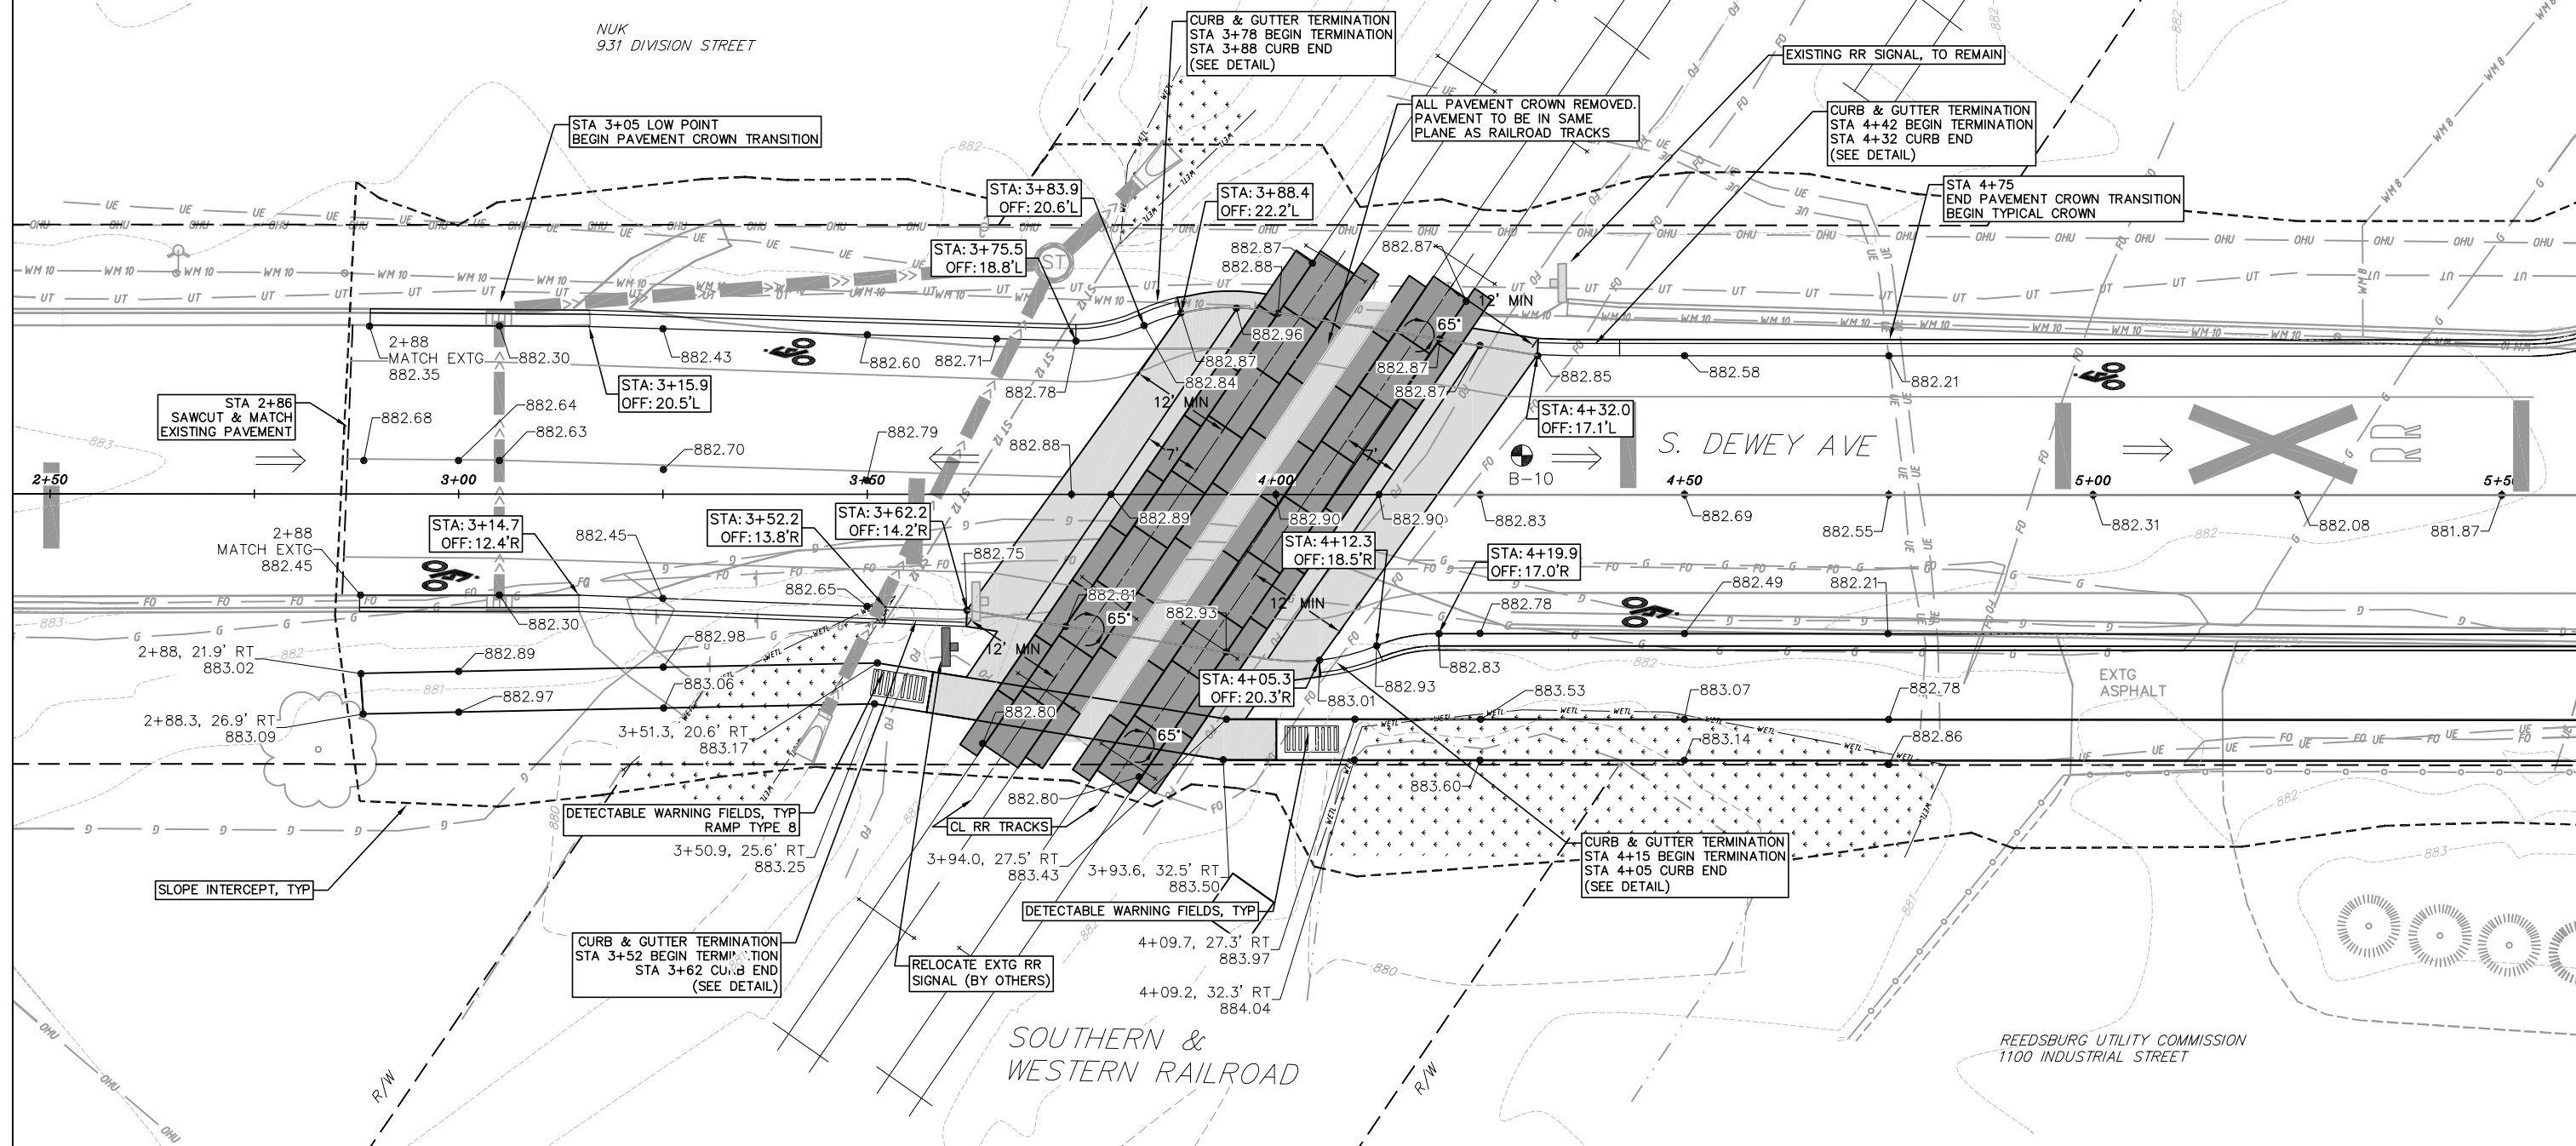 NUK
931 DIVISION STREET
CURB & GUTTER TERMINATION
STA 3+78 BEGIN TERMINATION
STA 3+88 CURB END
(SEE DETAIL)
EXISTING RR SIGNAL, TO REMAIN
ALL PAVEMENT CROWN REMOVED.
PAVEMENT TO BE IN SAME
PLANE AS RAILROAD TRACKS
CURB & GUTTER TERMINATION
STA 4+42 BEGIN TERMINATION
STA 4+32 CURB END
(SEE DETAIL)
STA 3+05 LOW POINT
BEGIN PAVEMENT CROWN TRANSITION
STA 4+75
END PAVEMENT CROWN TRANSITION
BEGIN TYPICAL CROWN
STA: 3+83.9
OFF: 20.6'L
STA: 3+88.4
OFF: 22.2'L
STA: 3+75.5
OFF: 18.8'L
ST
882.87
882.88
882.87
12' MIN
65°
882.96
882.87
882.84
882.87
882.87
2+88
MATCH EXTG
882.35
882.30
882.43
882.60
882.71
882.78
882.85
882.58
882.21
STA: 3+15.9
OFF: 20.5'L
12' MIN
7'
7'
STA: 4+32.0
OFF: 17.1'L
STA 2+86
SAWCUT & MATCH
EXISTING PAVEMENT
882.68
882.64
882.63
882.70
882.79
882.88
B-10
S. DEWEY AVE
RR
2+50
3+00
3+50
4+00
4+50
5+00
5+50
882.89
882.90
882.90
882.83
882.69
882.55
882.31
882.08
881.87
2+88
MATCH EXTG
882.45
STA: 3+14.7
OFF: 12.4'R
882.45
STA: 3+52.2
OFF: 13.8'R
STA: 3+62.2
OFF: 14.2'R
882.75
STA: 4+12.3
OFF: 18.5'R
STA: 4+19.9
OFF: 17.0'R
882.65
882.81
65°
882.93
12' MIN
882.78
882.49
882.21
882.30
2+88, 21.9' RT
883.02
882.89
882.98
12' MIN
STA: 4+05.3
OFF: 20.3'R
882.93
882.83
883.01
EXTG
ASPHALT
883.53
883.07
882.78
2+88.3, 26.9' RT
883.09
882.97
883.06
3+51.3, 20.6' RT
883.17
882.80
65°
883.14
882.86
883.60
882.80
DETECTABLE WARNING FIELDS, TYP
RAMP TYPE 8
CL RR TRACKS
3+50.9, 25.6' RT
883.25
3+94.0, 27.5' RT
883.43
3+93.6, 32.5' RT
883.50
CURB & GUTTER TERMINATION
STA 4+15 BEGIN TERMINATION
STA 4+05 CURB END
(SEE DETAIL)
SLOPE INTERCEPT, TYP
DETECTABLE WARNING FIELDS, TYP
CURB & GUTTER TERMINATION
STA 3+52 BEGIN TERMINATION
STA 3+62 CURB END
(SEE DETAIL)
RELOCATE EXTG RR
SIGNAL (BY OTHERS)
4+09.7, 27.3' RT
883.97
4+09.2, 32.3' RT
884.04
SOUTHERN &
WESTERN RAILROAD
REEDSBURG UTILITY COMMISSION
1100 INDUSTRIAL STREET
R/W
R/W